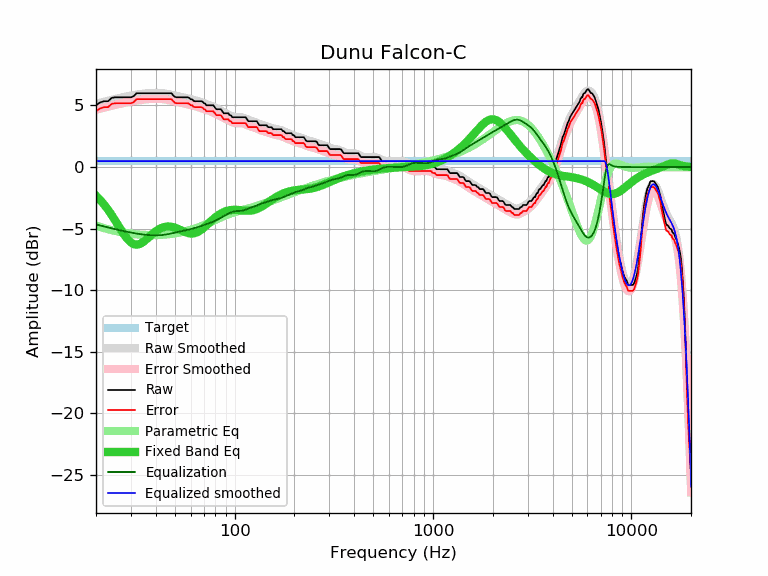 Dunu Falcon-C
Amplitude (dBr)
5
0
−5
−10
−15
−20
−25
Target
Raw Smoothed
Error Smoothed
Raw
Error
Parametric Eq
Fixed Band Eq
Equalization
Equalized smoothed
100
1000
10000
Frequency (Hz)